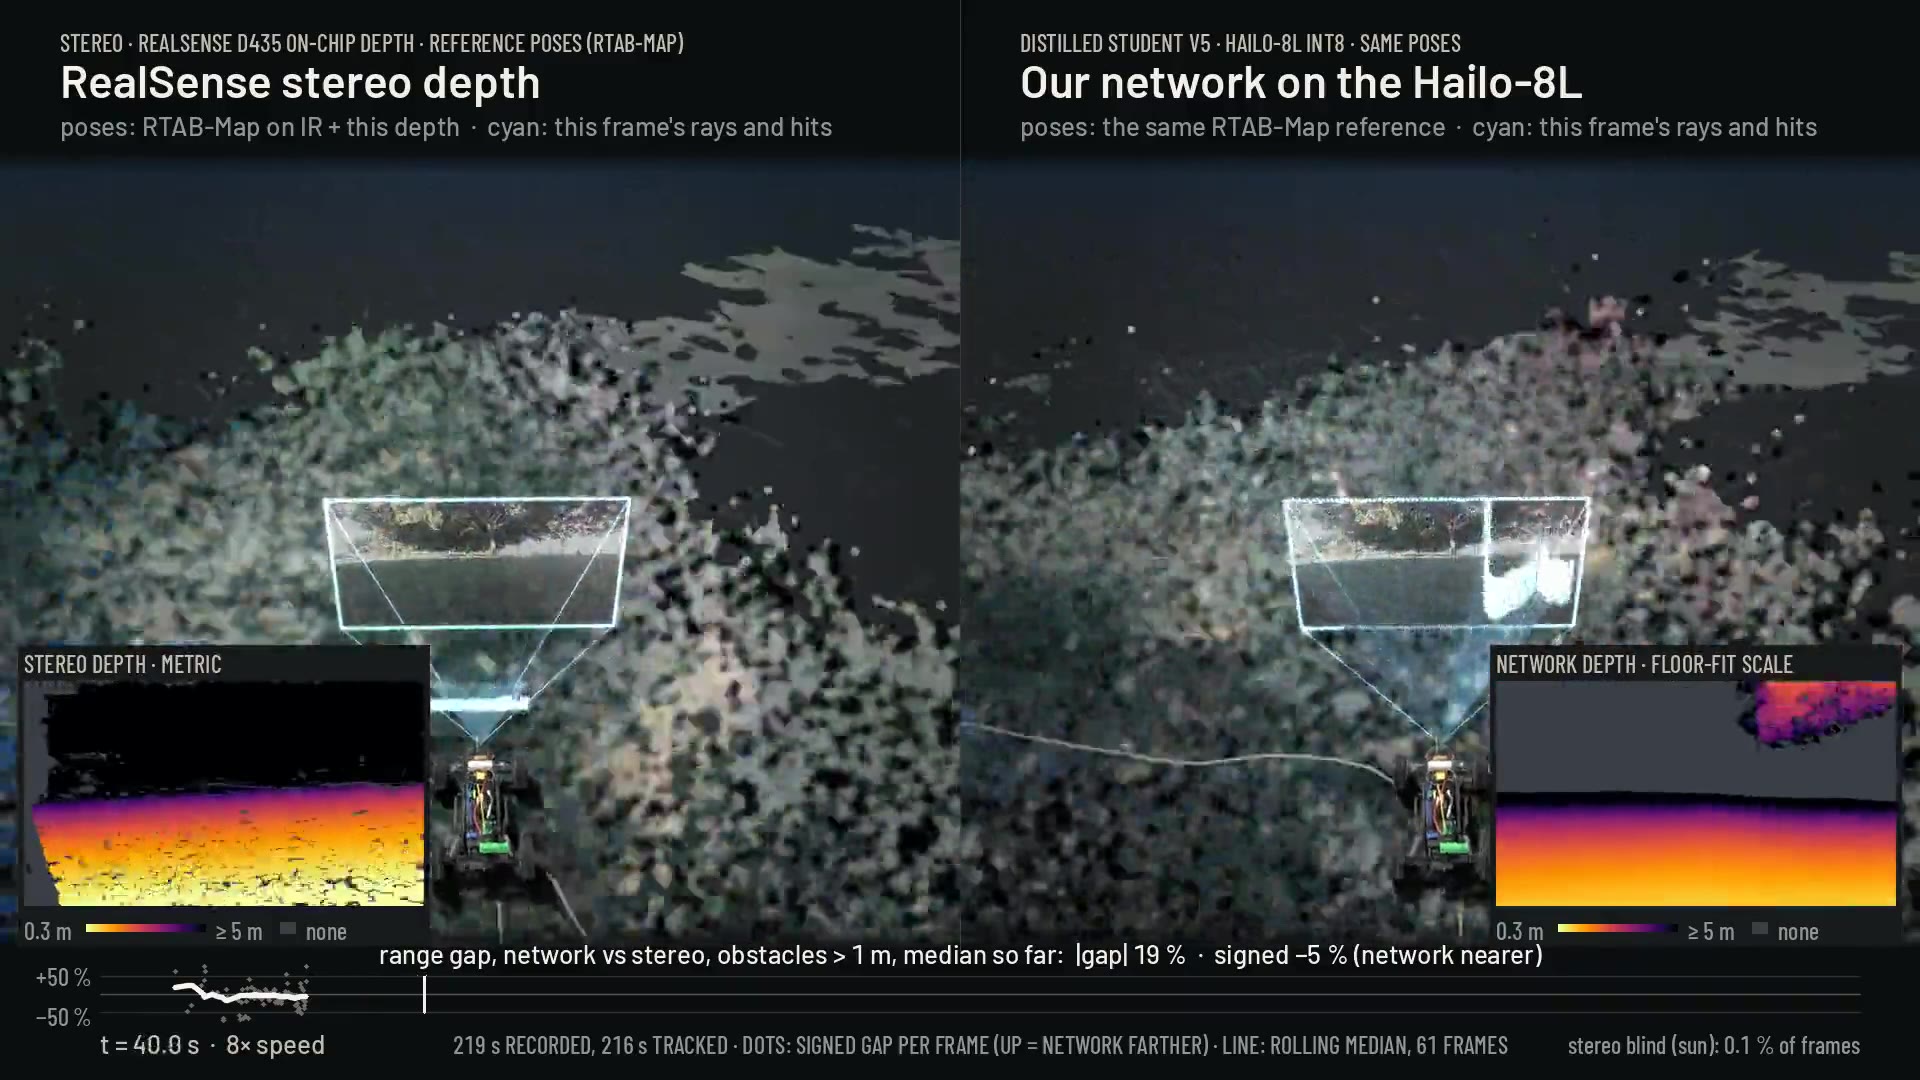 STEREO · REALSENSE D435 ON-CHIP DEPTH · REFERENCE POSES (RTAB-MAP)
RealSense stereo depth
poses: RTAB-Map on IR + this depth · cyan: this frame's rays and hits
DISTILLED STUDENT V5 · HAILO-8L INT8 · SAME POSES
Our network on the Hailo-8L
poses: the same RTAB-Map reference · cyan: this frame's rays and hits
STEREO DEPTH · METRIC
0.3 m ≥ 5 m none
NETWORK DEPTH · FLOOR-FIT SCALE
0.3 m ≥ 5 m none
range gap, network vs stereo, obstacles > 1 m, median so far: |gap| 19 % · signed −5 % (network nearer)
+50 %
−50 %
t = 40.0 s · 8× speed
219 s RECORDED, 216 s TRACKED · DOTS: SIGNED GAP PER FRAME (UP = NETWORK FARTHER) · LINE: ROLLING MEDIAN, 61 FRAMES
stereo blind (sun): 0.1 % of frames